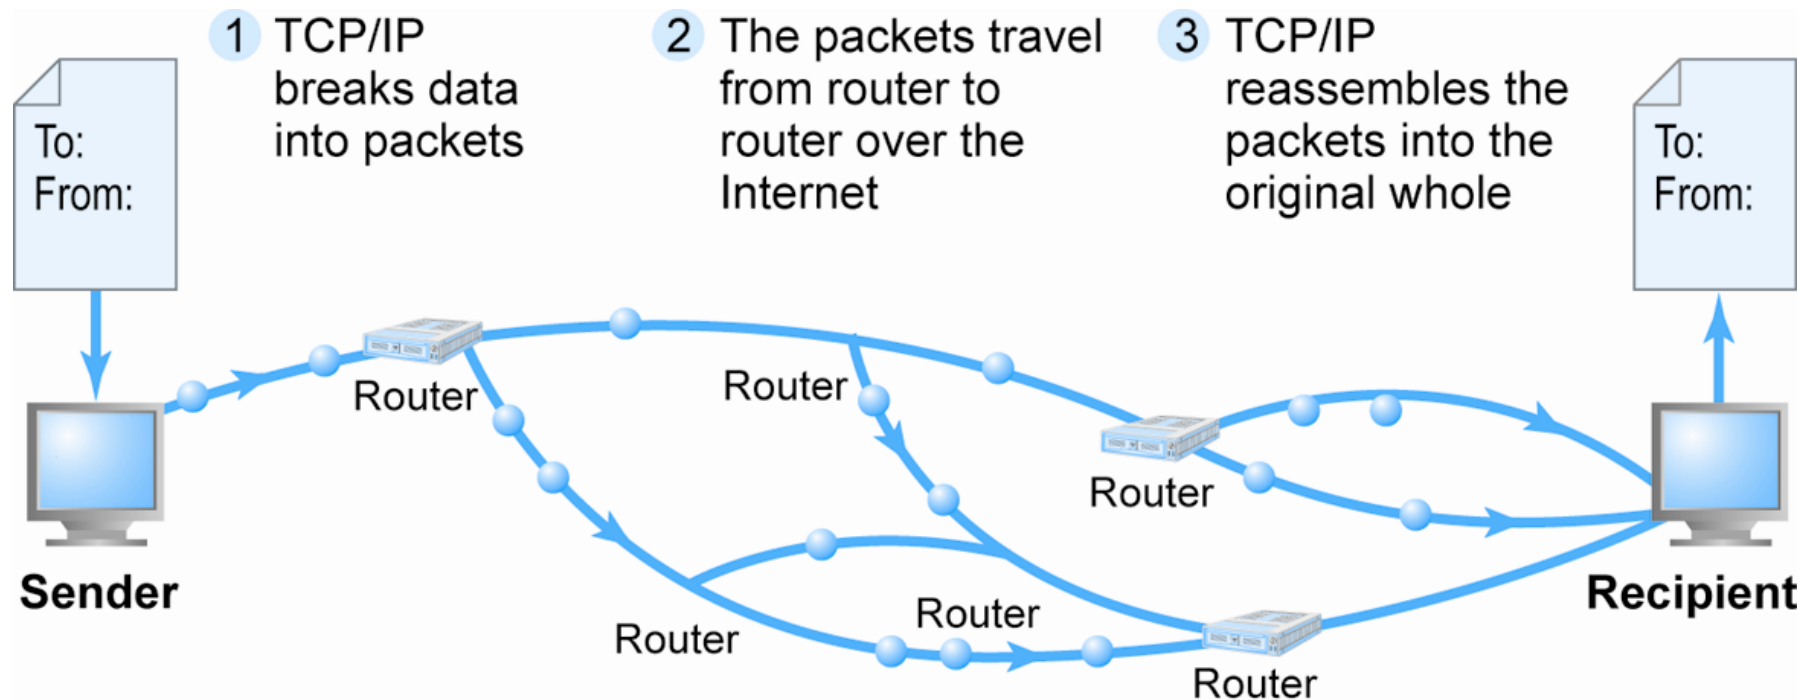 1 TCP/IP
breaks data
into packets
2 The packets travel
from router to
router over the
Internet
3 TCP/IP
reassembles the
packets into the
original whole
To:
From:
To:
From:
Router
Router
Router
Router
Router
Router
Sender
Recipient